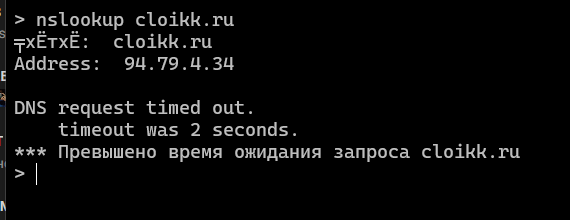 > nslookup cloikk.ru
╤хЁтхЁ:  cloikk.ru
Address:  94.79.4.34
DNS request timed out.
    timeout was 2 seconds.
*** Превышено время ожидания запроса cloikk.ru
>